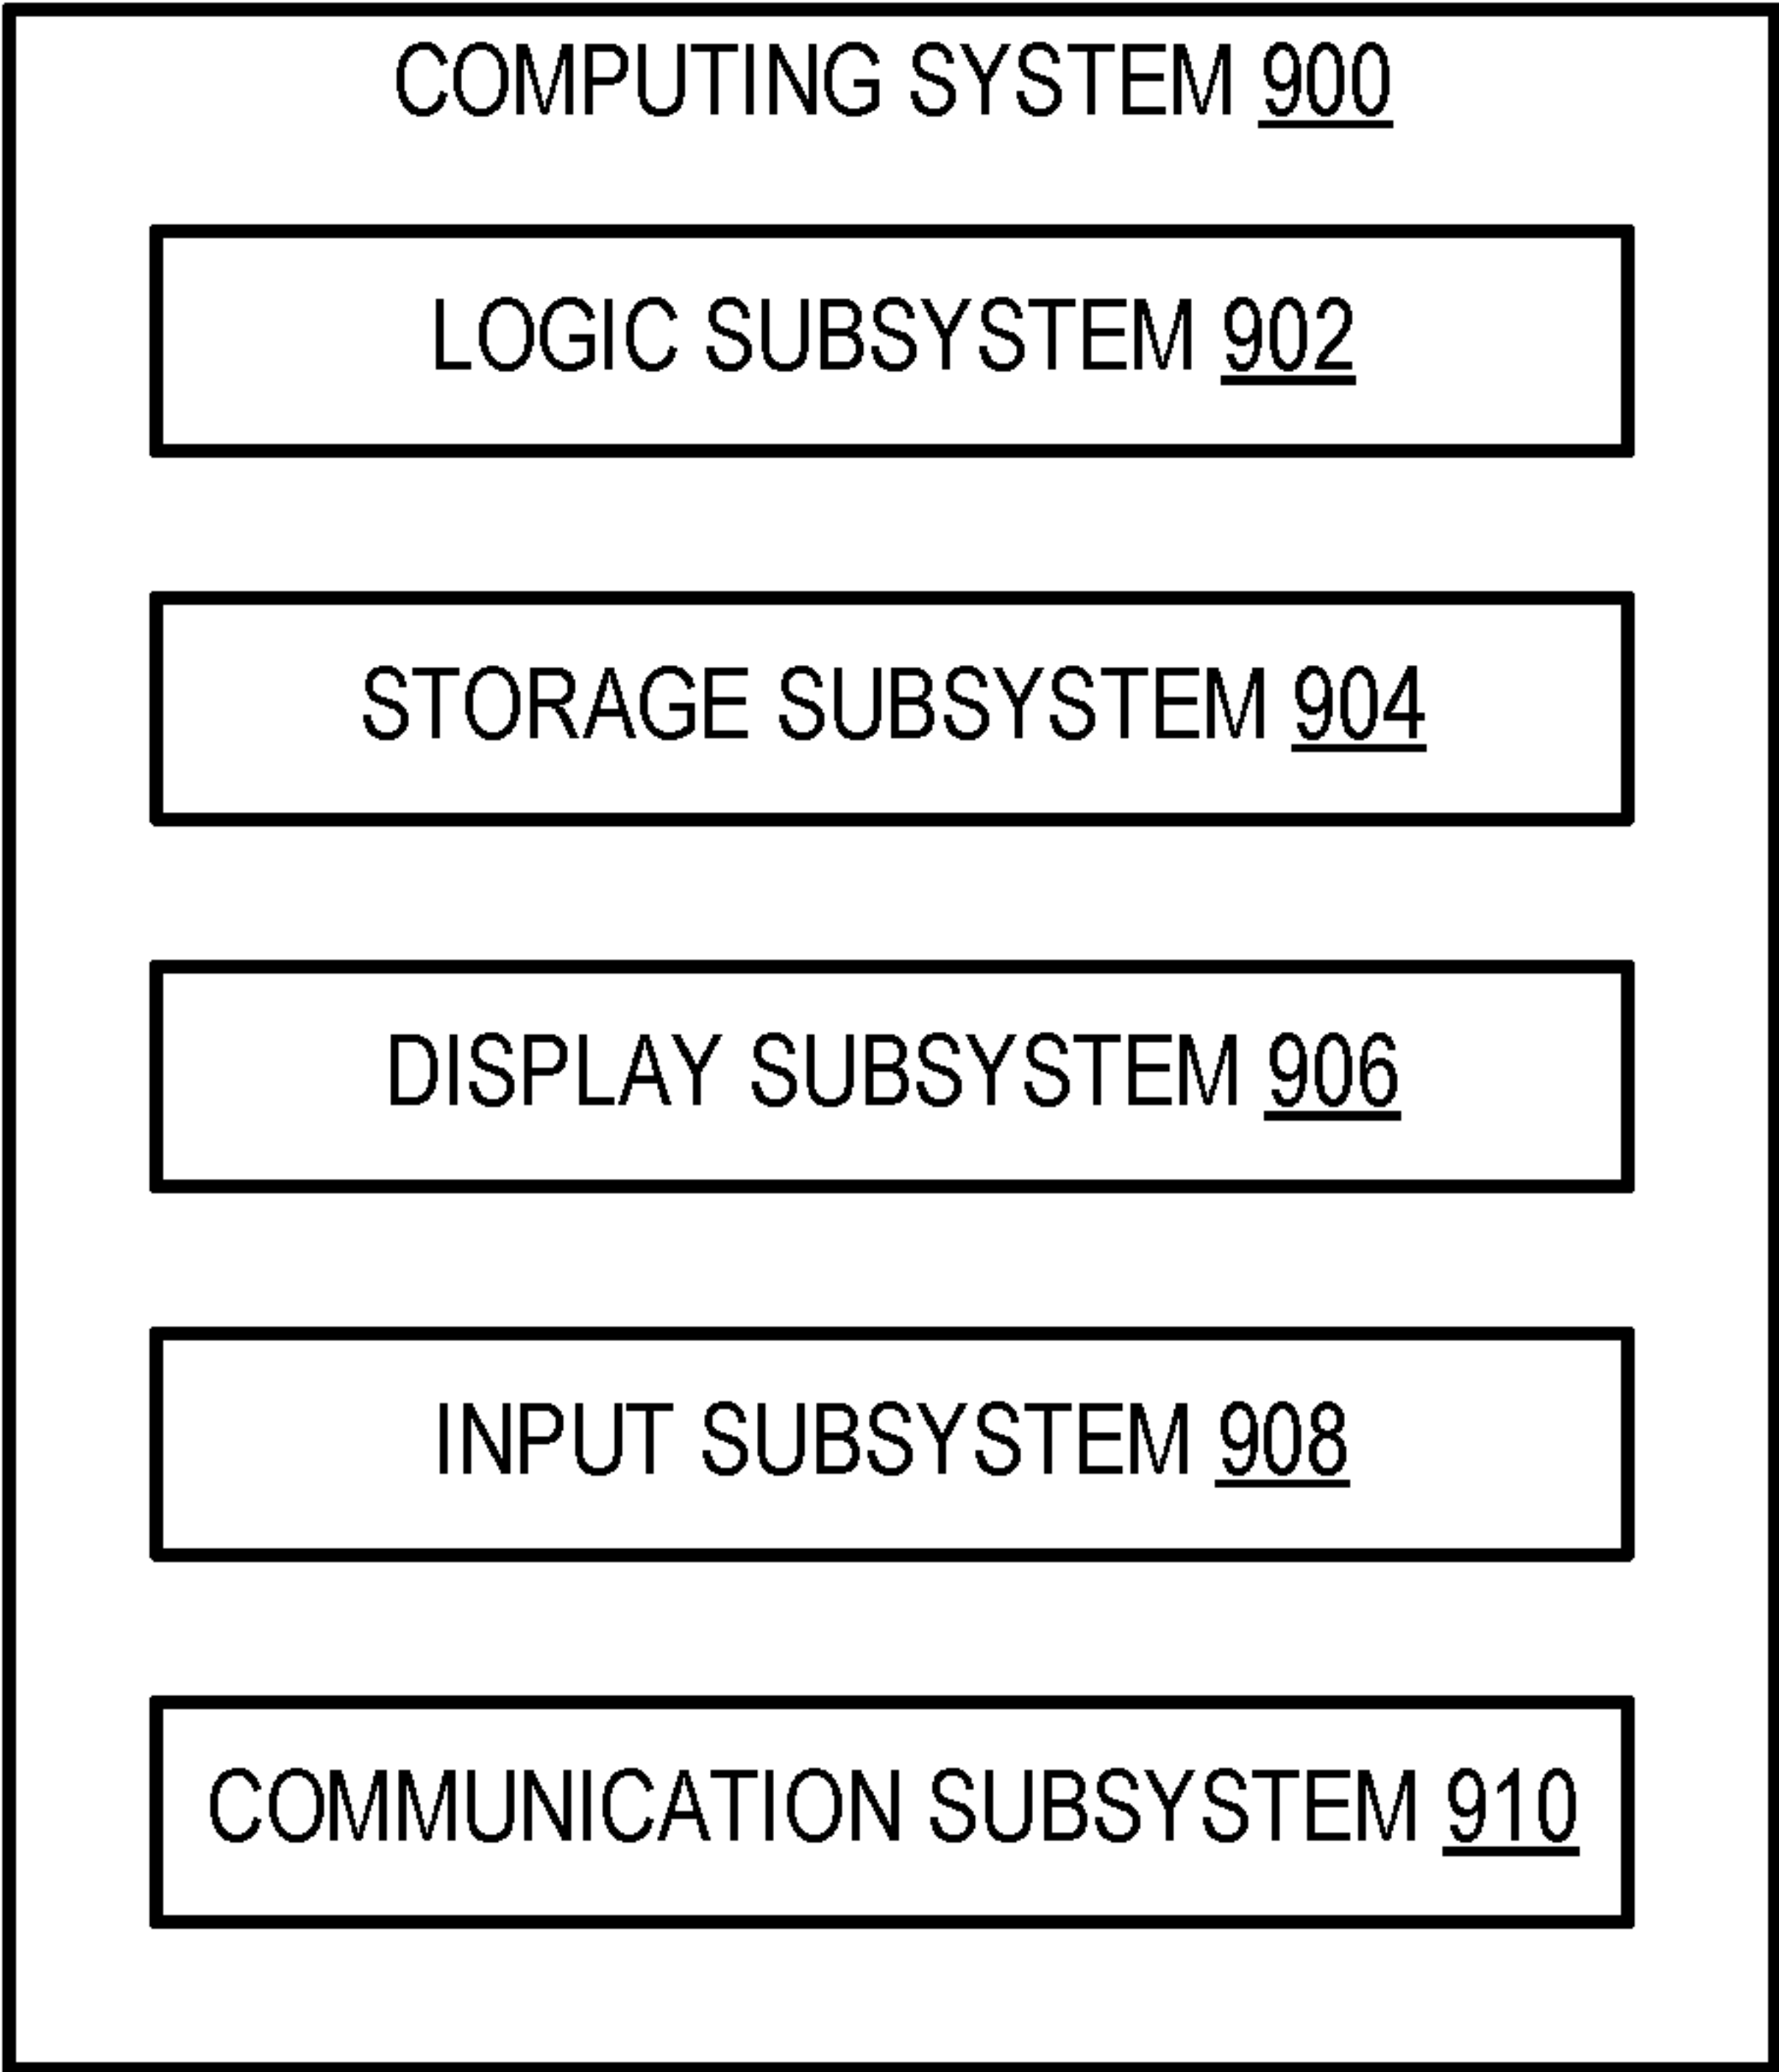 COMPUTING SYSTEM 900
LOGIC SUBSYSTEM 902
STORAGE SUBSYSTEM 904
DISPLAY SUBSYSTEM 906
INPUT SUBSYSTEM 908
COMMUNICATION SUBSYSTEM 910